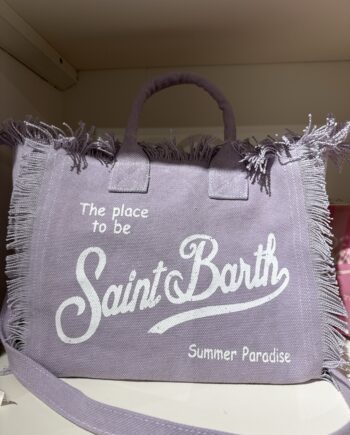 The place
to be
Saint Barth
Summer Paradise